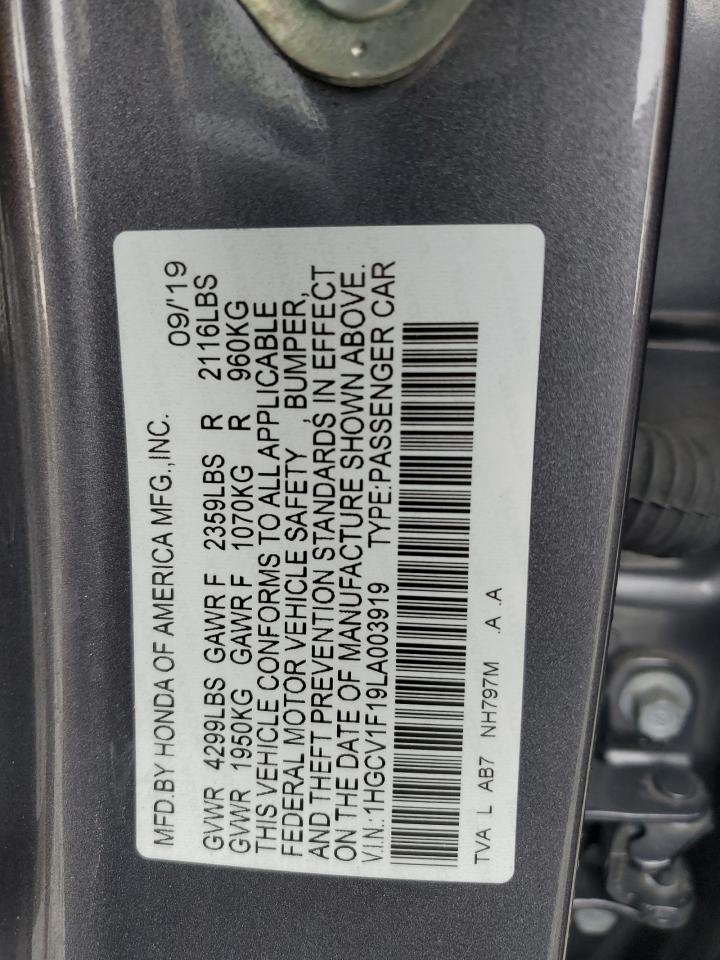 MFD.BY HONDA OF AMERICA MFG.,INC. 09/'19
GVWR 4299LBS GAWR F 2359LBS R 2116LBS
GVWR 1950KG GAWR F 1070KG R 960KG
THIS VEHICLE CONFORMS TO ALL APPLICABLE
FEDERAL MOTOR VEHICLE SAFETY , BUMPER,
AND THEFT PREVENTION STANDARDS IN EFFECT
ON THE DATE OF MANUFACTURE SHOWN ABOVE.
V.I.N.: 1HGCV1F19LA003919 TYPE:PASSENGER CAR
TVA L AB7 NH797M .A .A